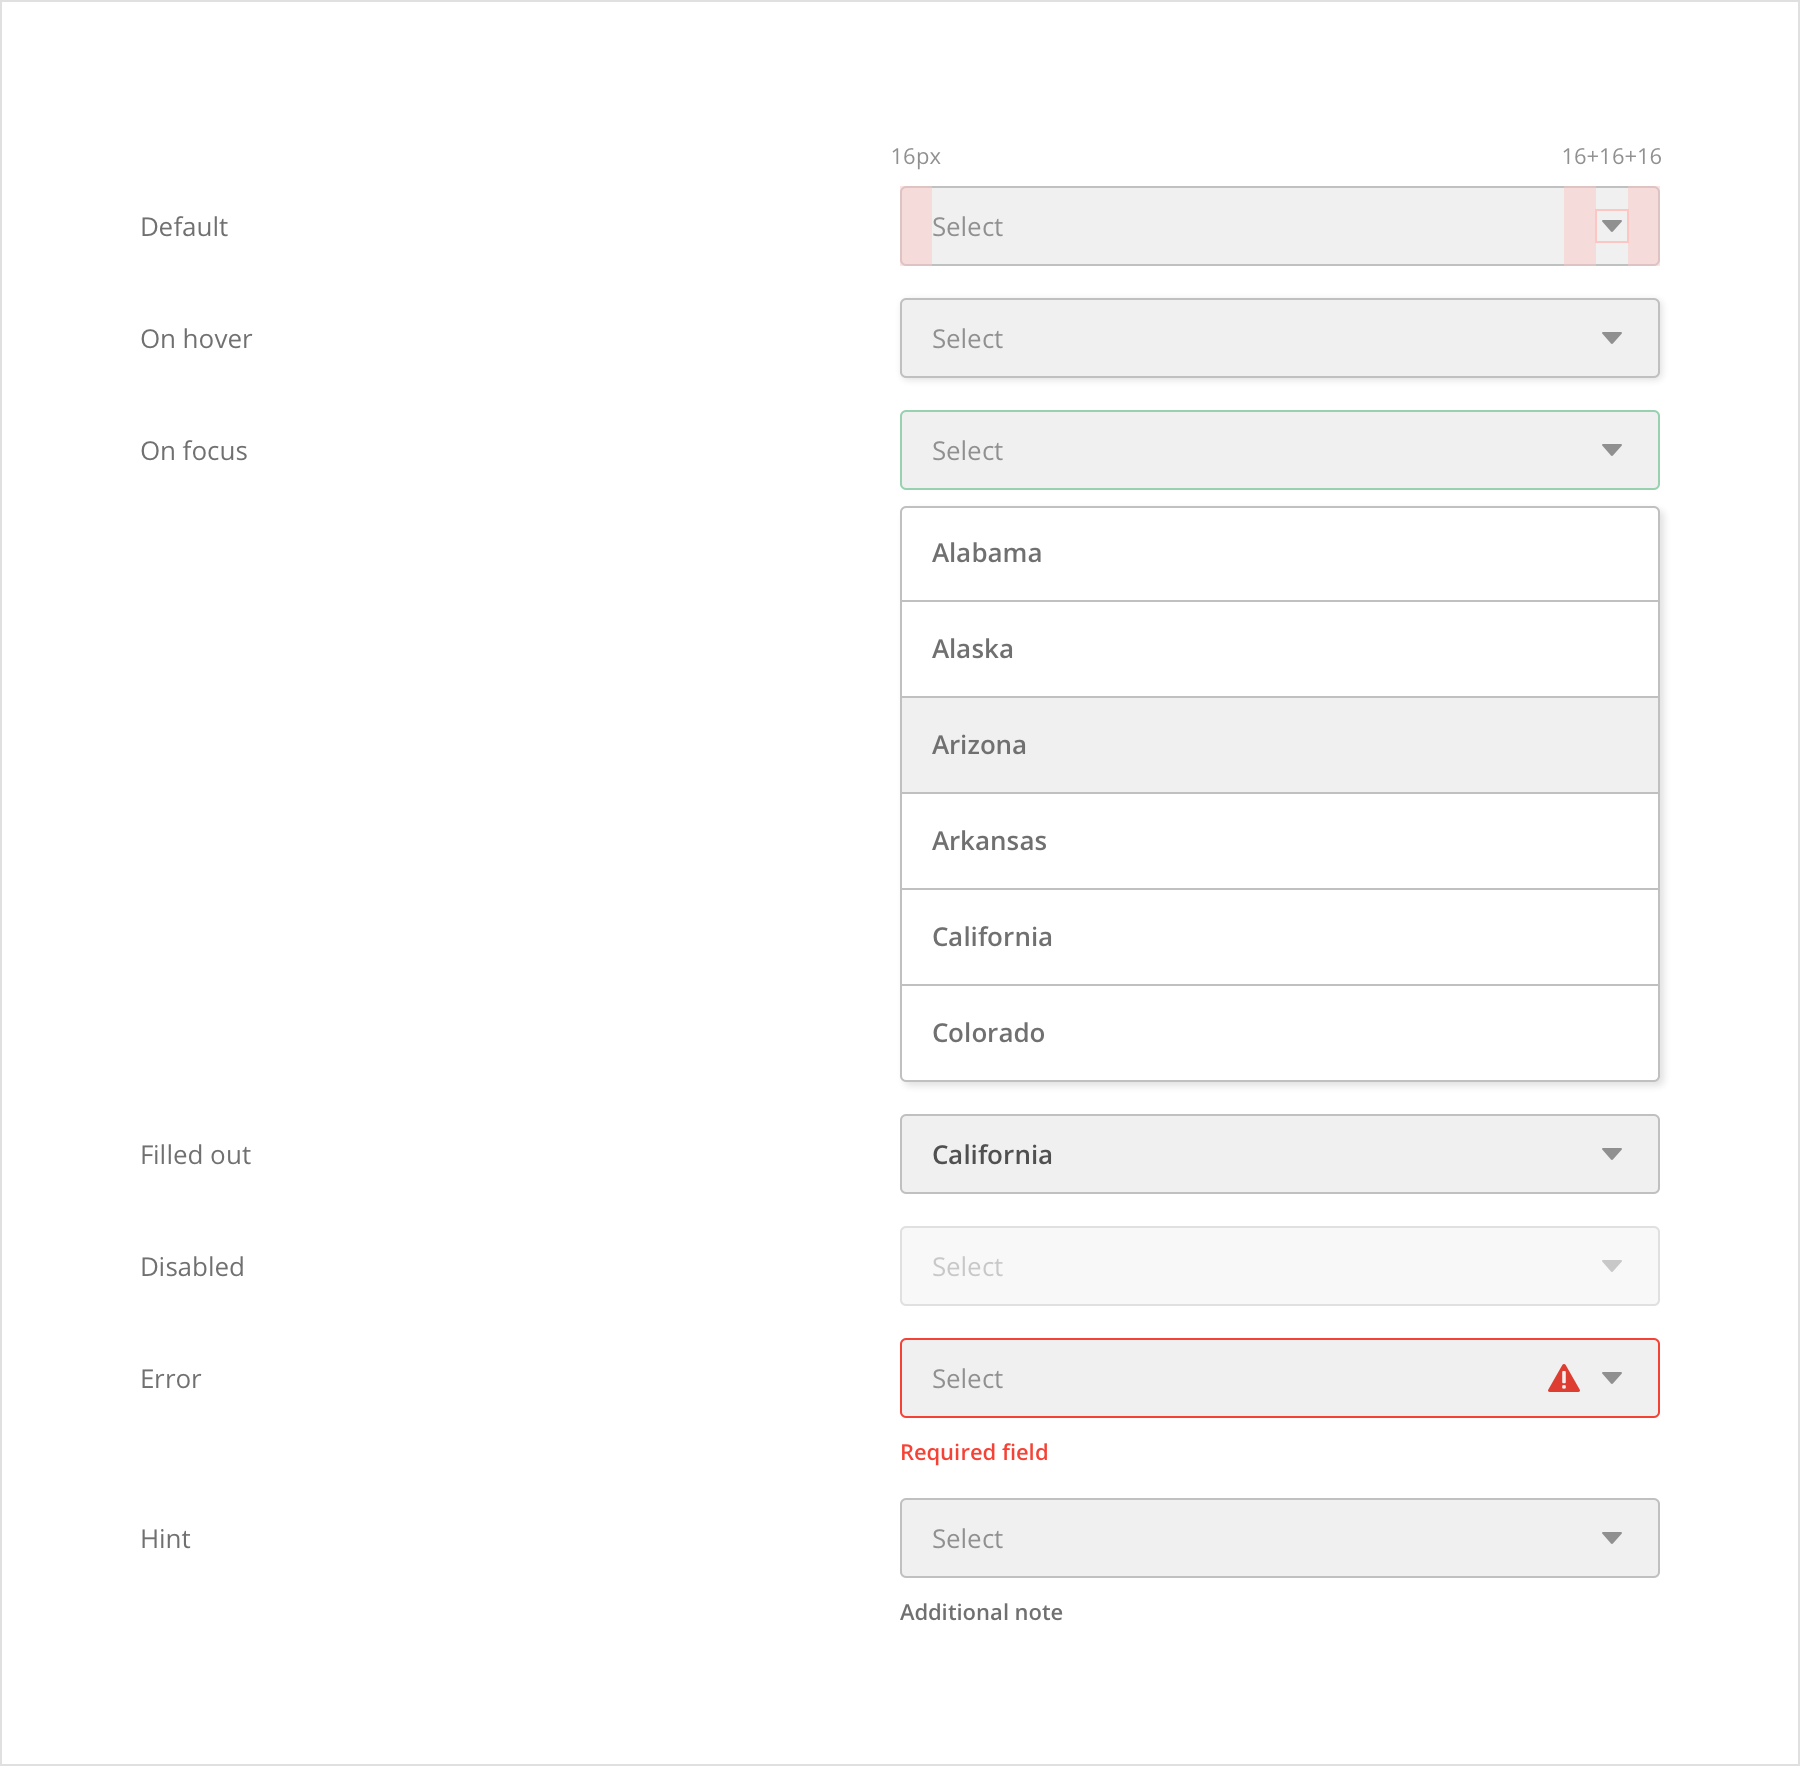 16px 16+16+16
Default Select
On hover Select
On focus Select
Alabama
Alaska
Arizona
Arkansas
California
Colorado
Filled out California
Disabled Select
Error Select
Required field
Hint Select
Additional note